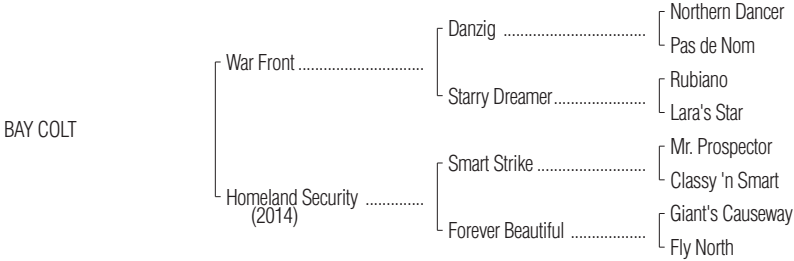 Northern Dancer
Danzig ..................................
Pas de Nom
War Front ..............................
Rubiano
Starry Dreamer......................
Lara's Star
BAY COLT
Mr. Prospector
Smart Strike ..........................
Classy 'n Smart
Homeland Security ..............
(2014)
Giant's Causeway
Forever Beautiful ..................
Fly North